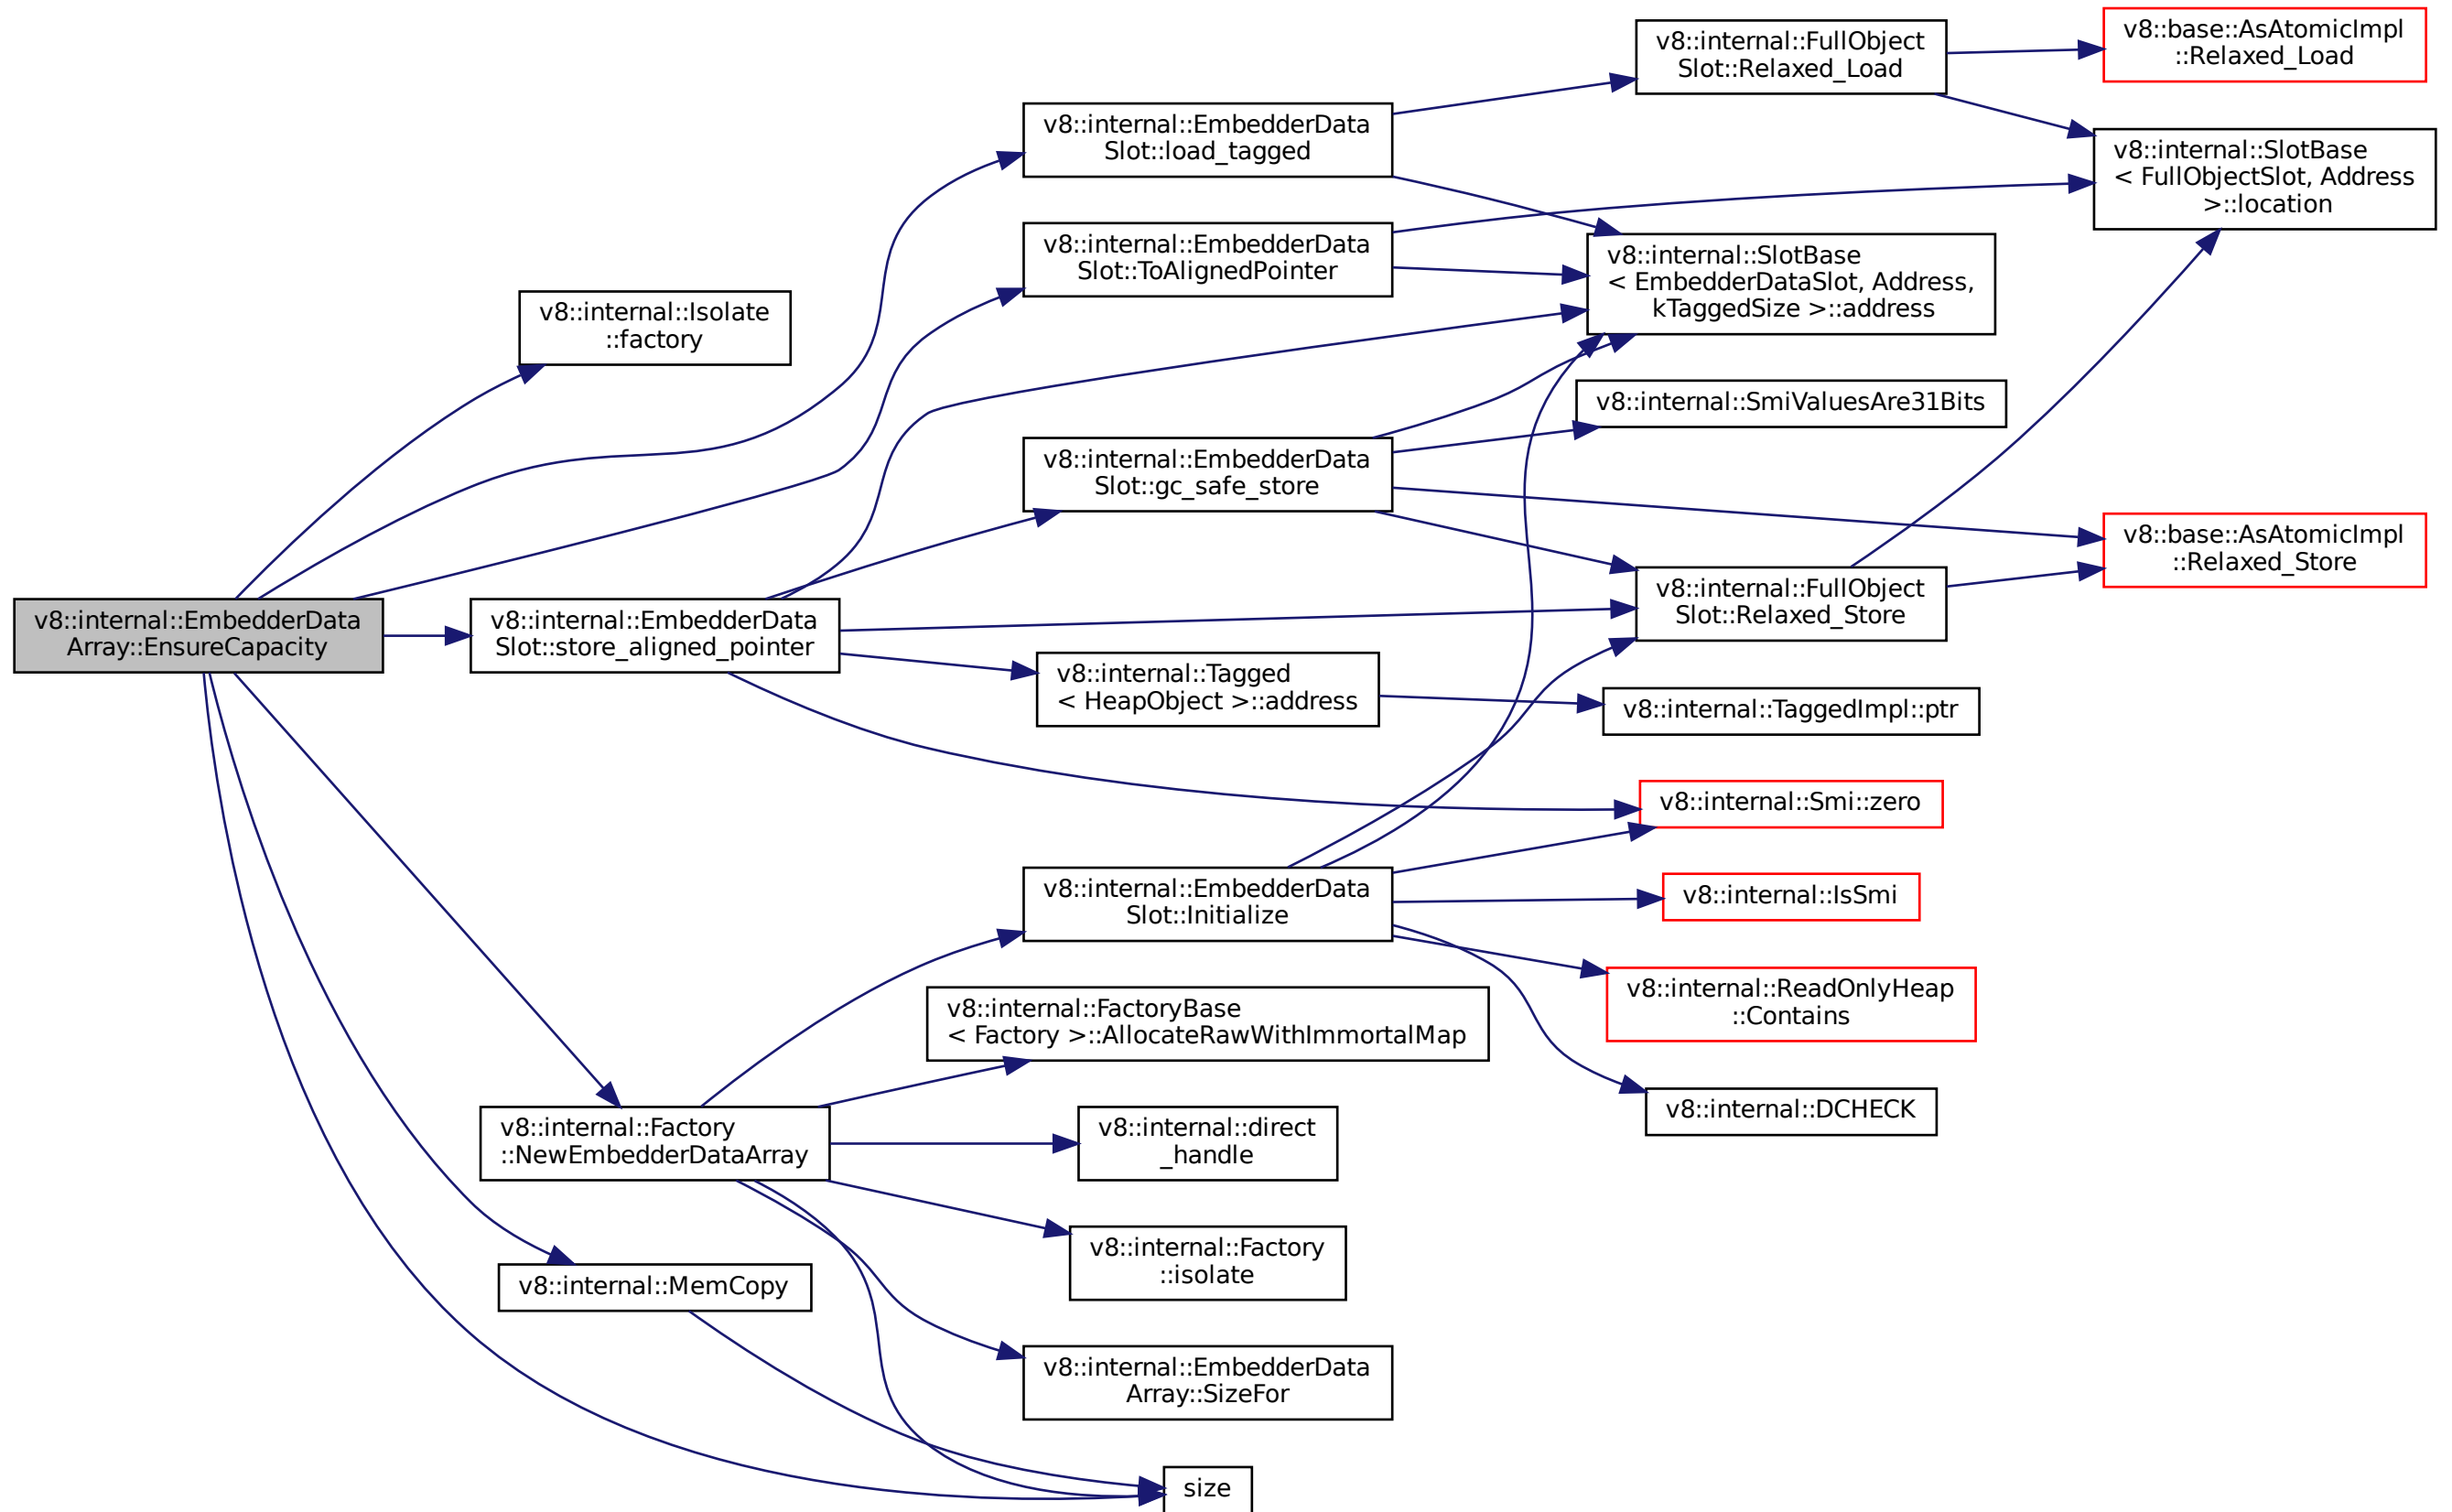 v8::internal::EmbedderData
Array::EnsureCapacity
v8::internal::Isolate
::factory
v8::internal::EmbedderData
Slot::store_aligned_pointer
v8::internal::Factory
::NewEmbedderDataArray
v8::internal::MemCopy
v8::internal::EmbedderData
Slot::load_tagged
v8::internal::EmbedderData
Slot::ToAlignedPointer
v8::internal::EmbedderData
Slot::gc_safe_store
v8::internal::Tagged
< HeapObject >::address
v8::internal::EmbedderData
Slot::Initialize
v8::internal::FactoryBase
< Factory >::AllocateRawWithImmortalMap
v8::internal::direct
_handle
v8::internal::Factory
::isolate
v8::internal::EmbedderData
Array::SizeFor
size
v8::internal::FullObject
Slot::Relaxed_Load
v8::internal::SlotBase
< EmbedderDataSlot, Address,
kTaggedSize >::address
v8::internal::SmiValuesAre31Bits
v8::internal::FullObject
Slot::Relaxed_Store
v8::internal::TaggedImpl::ptr
v8::internal::Smi::zero
v8::internal::IsSmi
v8::internal::ReadOnlyHeap
::Contains
v8::internal::DCHECK
v8::base::AsAtomicImpl
::Relaxed_Load
v8::internal::SlotBase
< FullObjectSlot, Address
>::location
v8::base::AsAtomicImpl
::Relaxed_Store